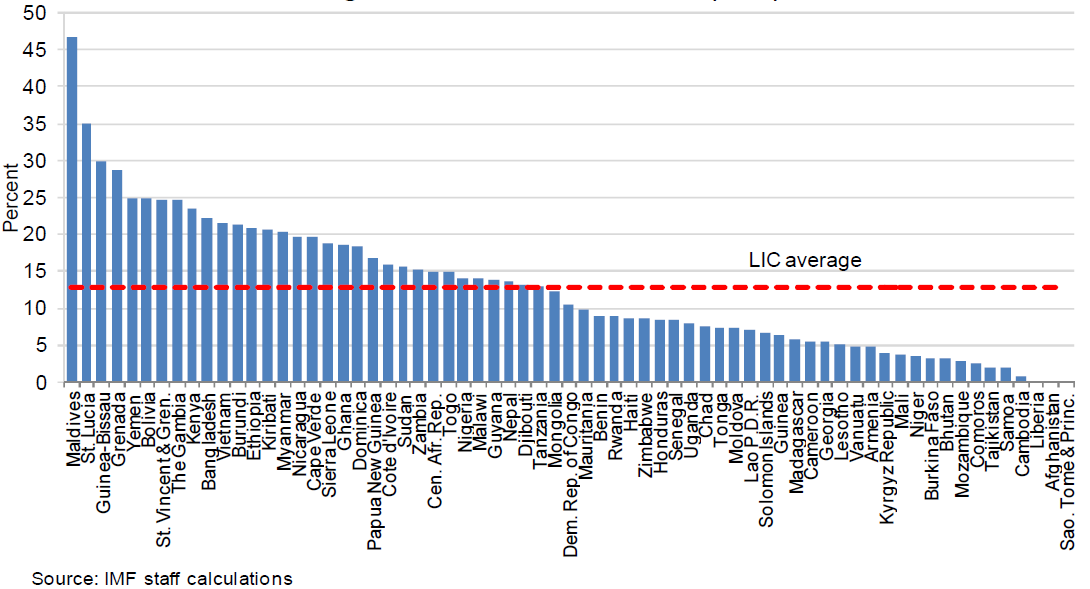 50
45
40
35
30
25
20
15
10
5
0
Percent
LIC average
Maldives
St. Lucia
Guinea-Bissau
Grenada
Yemen
Bolivia
St. Vincent & Gren.
The Gambia
Kenya
Bangladesh
Vietnam
Burundi
Ethiopia
Kiribati
Myanmar
Nicaragua
Cape Verde
Sierra Leone
Ghana
Dominica
Papua New Guinea
Cote d'Ivoire
Sudan
Zambia
Cen. Afr. Rep.
Togo
Nigeria
Malawi
Guyana
Nepal
Djibouti
Tanzania
Mongolia
Dem. Rep. of Congo
Mauritania
Benin
Rwanda
Haiti
Zimbabwe
Honduras
Senegal
Uganda
Chad
Tonga
Moldova
Lao P.D.R.
Solomon Islands
Guinea
Madagascar
Cameroon
Georgia
Lesotho
Vanuatu
Armenia
Kyrgyz Republic
Mali
Niger
Burkina Faso
Bhutan
Mozambique
Comoros
Tajikistan
Samoa
Cambodia
Liberia
Afghanistan
Sao. Tome & Princ.
Source: IMF staff calculations